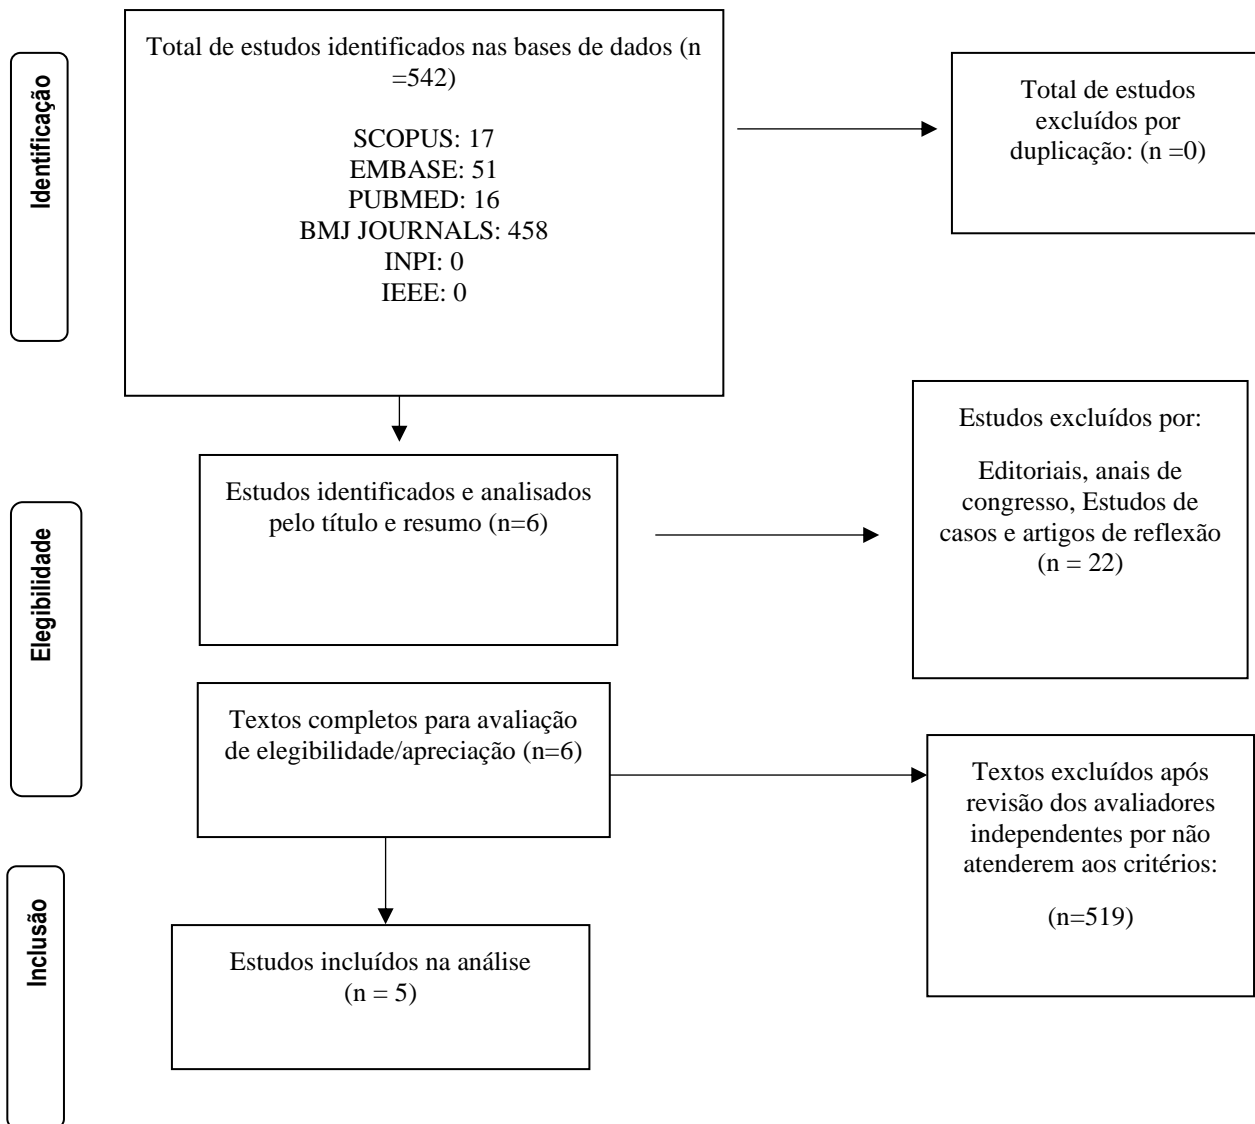 Identificação
Total de estudos identificados nas bases de dados (n
=542)
SCOPUS: 17
EMBASE: 51
PUBMED: 16
BMJ JOURNALS: 458
INPI: 0
IEEE: 0
Total de estudos
excluídos por
duplicação: (n =0)
Elegibilidade
Estudos identificados e analisados
pelo título e resumo (n=6)
Estudos excluídos por:
Editoriais, anais de
congresso, Estudos de
casos e artigos de reflexão
(n = 22)
Textos completos para avaliação
de elegibilidade/apreciação (n=6)
Textos excluídos após
revisão dos avaliadores
independentes por não
atenderem aos critérios:
(n=519)
Inclusão
Estudos incluídos na análise
(n = 5)